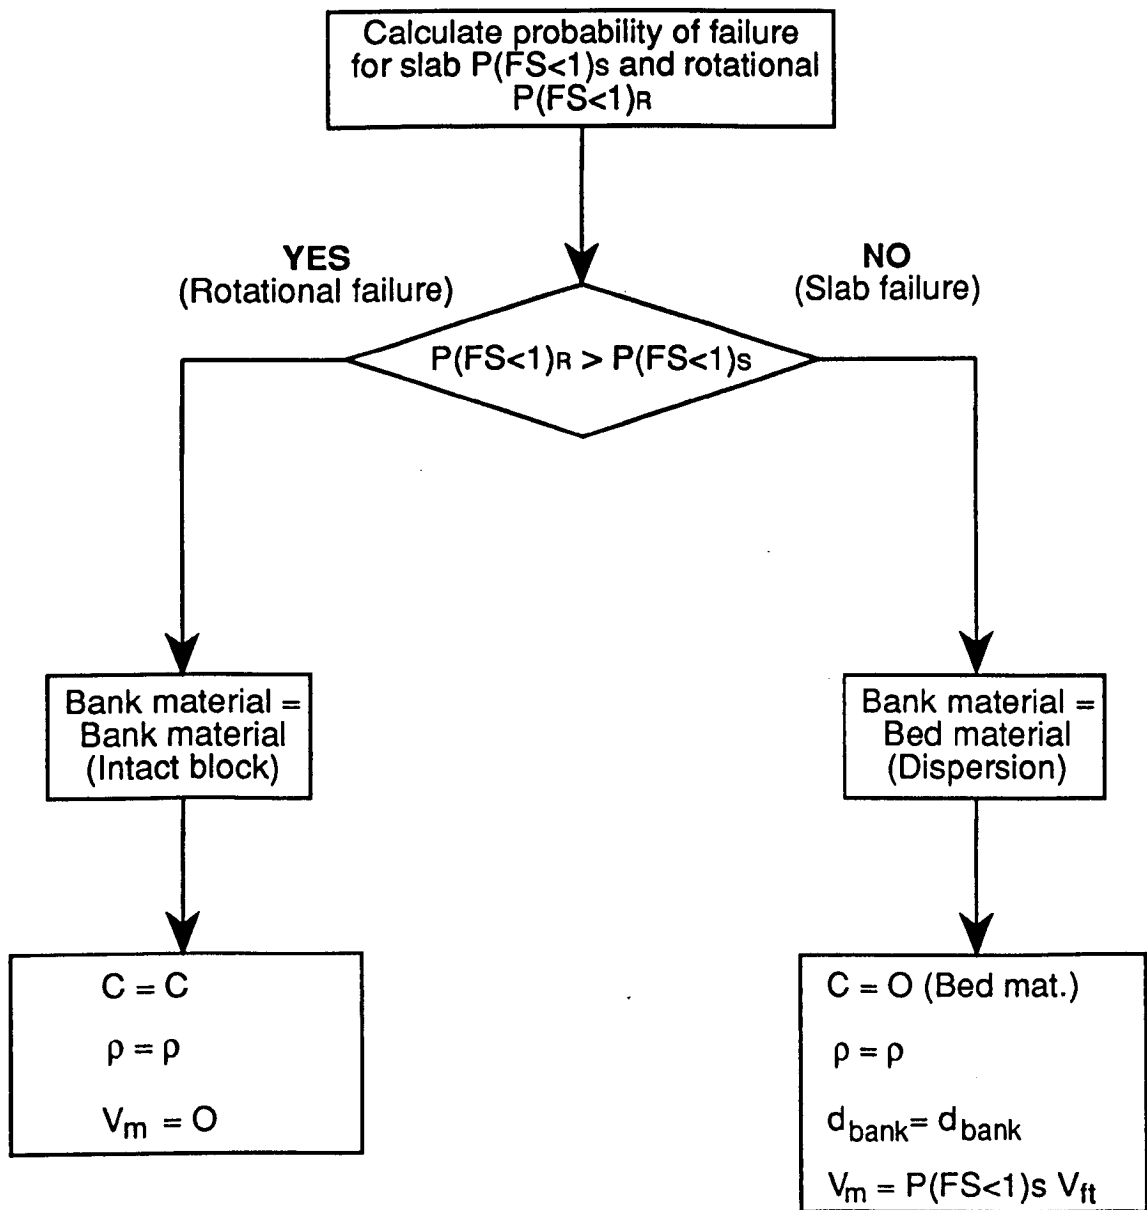 Calculate probability of failure
for slab P(FS<1)s and rotational
P(FS<1)R
YES
(Rotational failure)
NO
(Slab failure)
P(FS<1)R > P(FS<1)s
Bank material =
Bank material
(Intact block)
Bank material =
Bed material
(Dispersion)
C = C
ρ = ρ
Vm = O
C = O (Bed mat.)
ρ = ρ
dbank = dbank
Vm = P(FS<1)s Vft